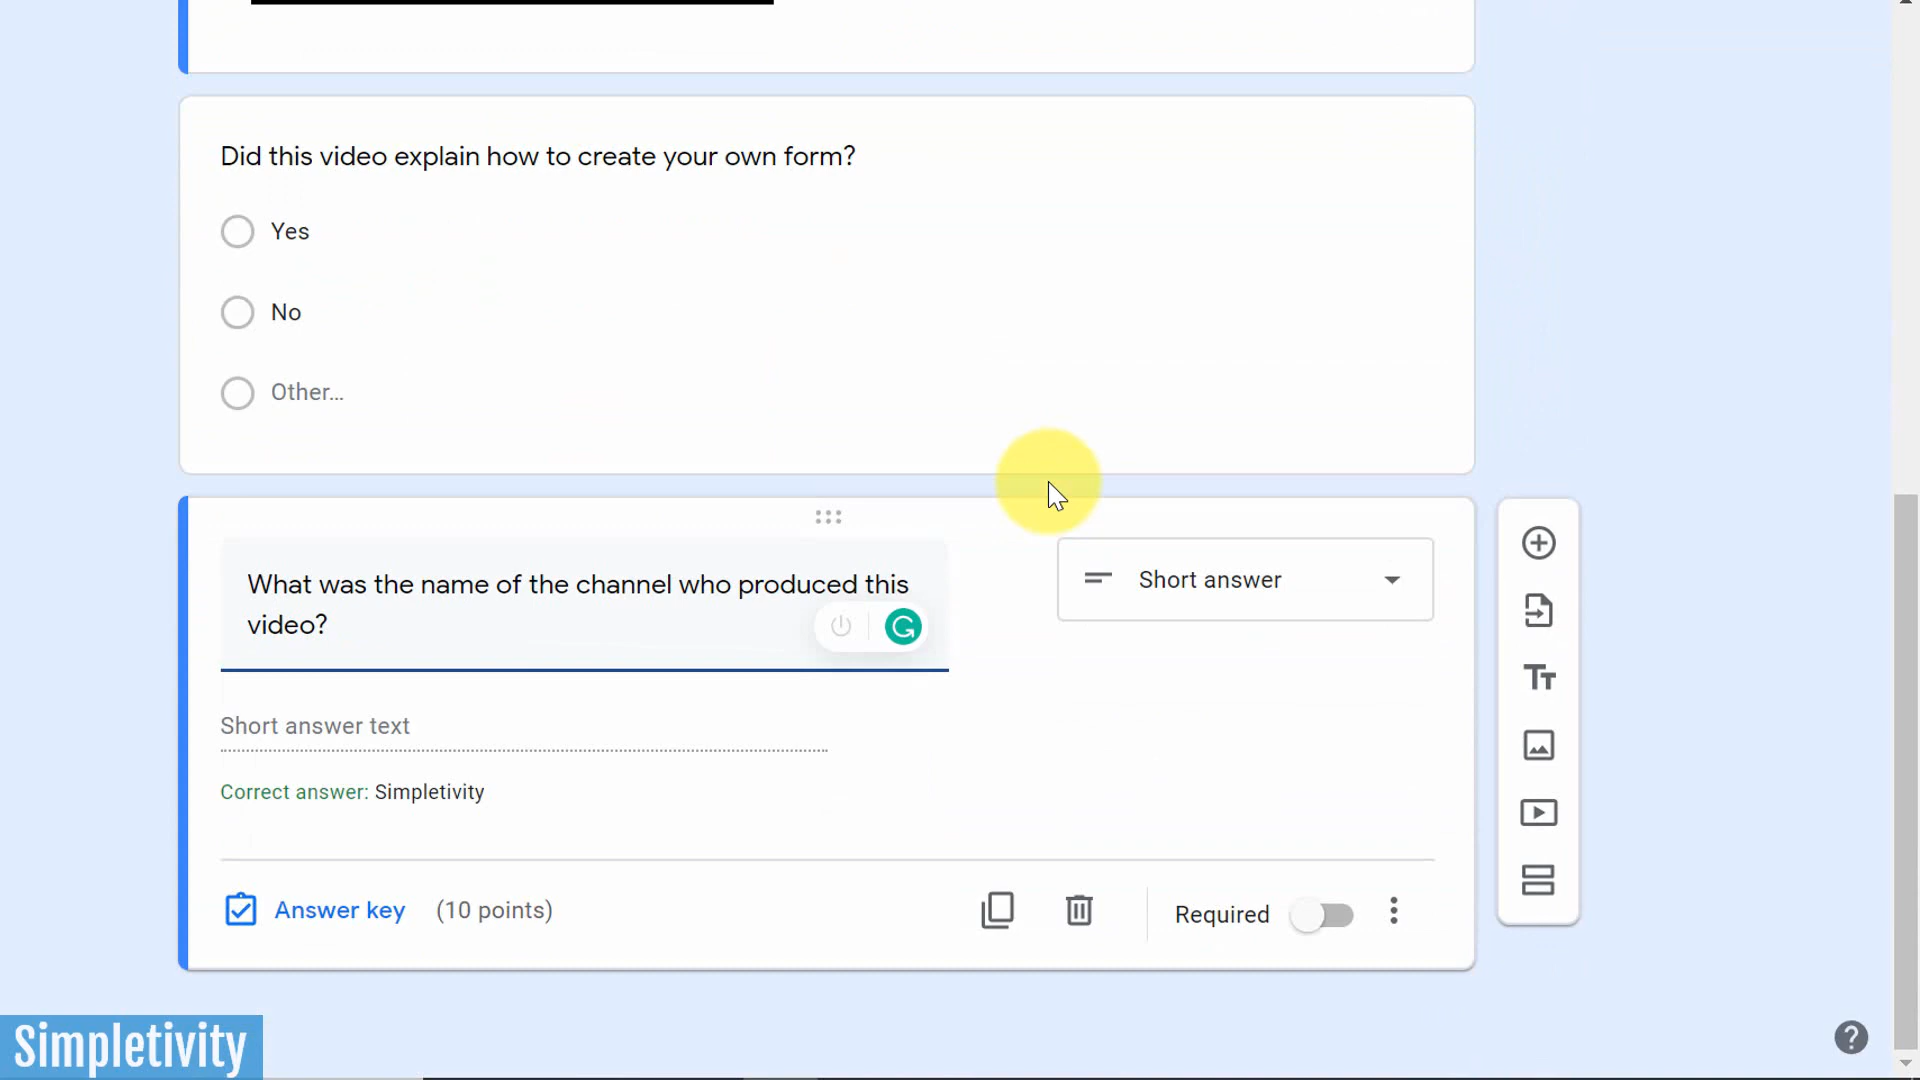 Did this video explain how to create your own form?
Yes
No
Other...
What was the name of the channel who produced this
video?
Short answer
Short answer text
Correct answer: Simpletivity
Answer key (10 points)
Required
Simpletivity